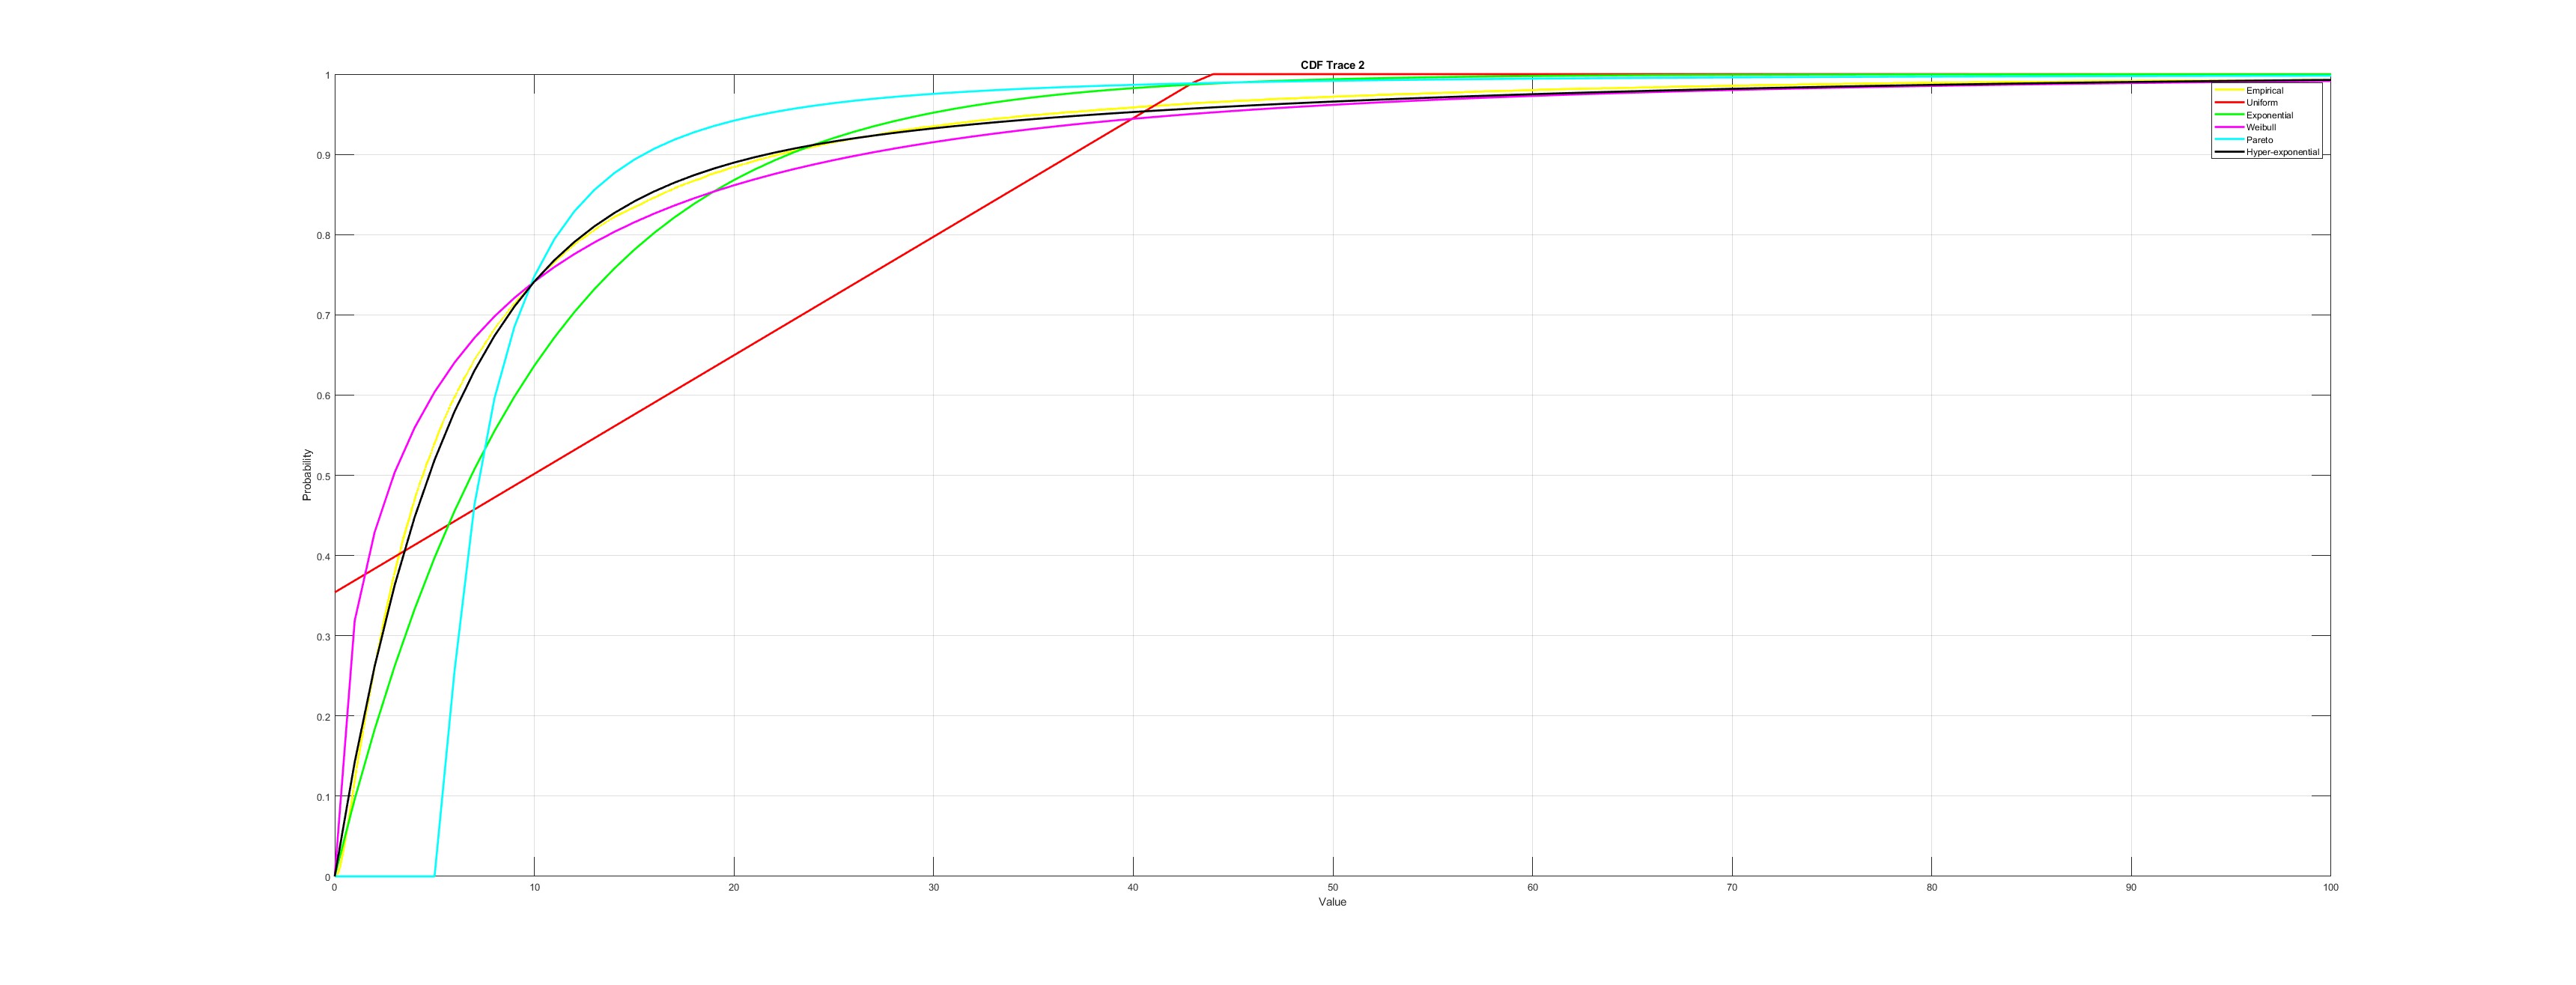 CDF Trace 2
1
0.9
0.8
0.7
0.6
0.5
0.4
0.3
0.2
0.1
0
Probability
Empirical
Uniform
Exponential
Weibull
Pareto
Hyper-exponential
0 10 20 30 40 50 60 70 80 90 100
Value